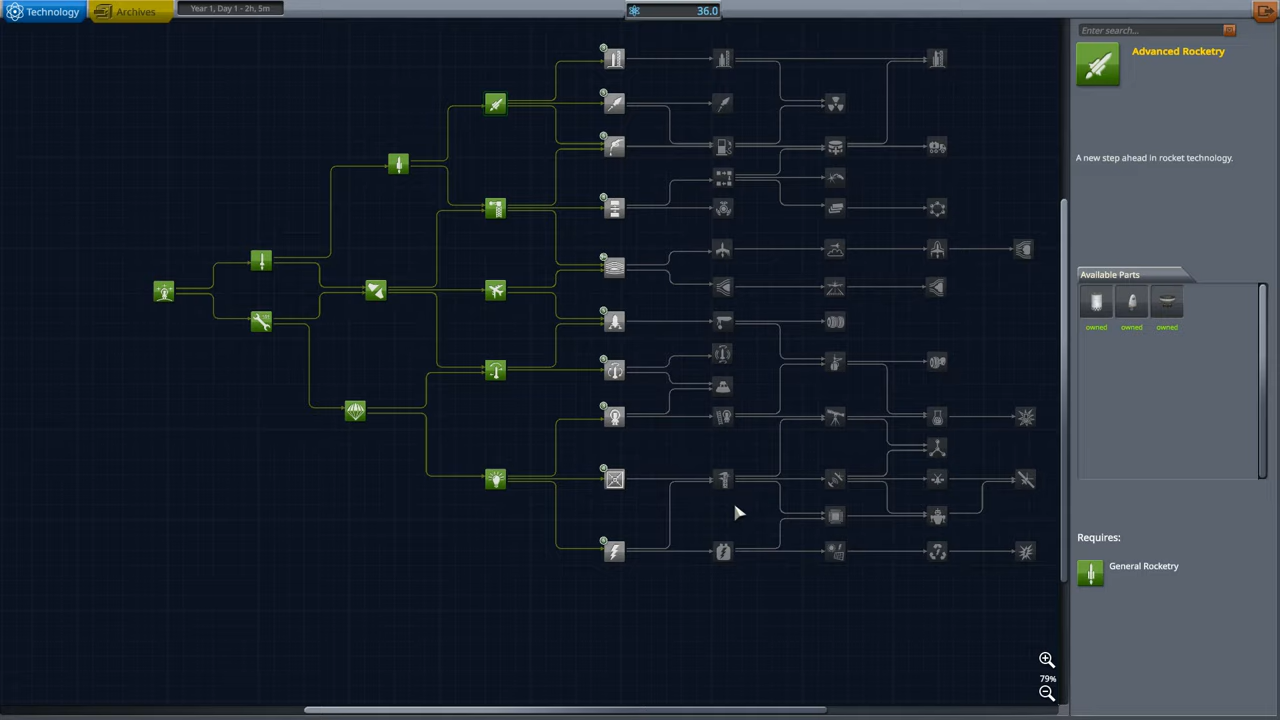 Technology
Archives
Year 1, Day 1 - 2h, 5m
36.0
Enter search...
Advanced Rocketry
A new step ahead in rocket technology.
Available Parts
owned owned owned
Requires:
General Rocketry
79%